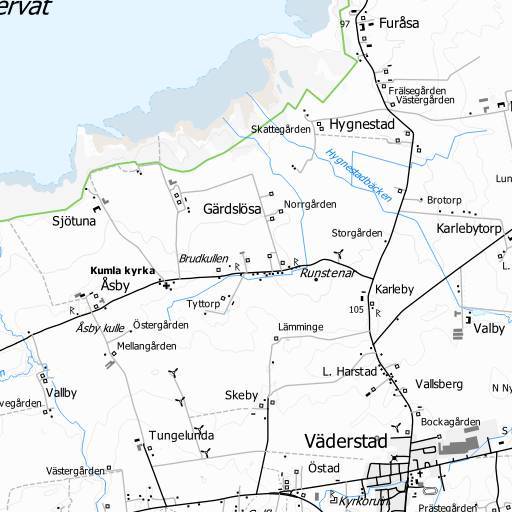 ervat
97
Furåsa
Frälsegården
Västergården
Skattegården
Hygnestad
Hygnestadbäcken
Lun
Norrgården
Brotorp
Gärdslösa
Sjötuna
Storgården
Karlebytorp
Brudkullen
R
R
L.
Kumla kyrka
Runstenar
Åsby
Tyttorp
Karleby
105
Åsby kulle
R
Östergården
Lämminge
Valby
Mellangården
L. Harstad
Vallsberg
N Ny
Vallby
Skeby
vegården
Bockagården
Tungelunda
Väderstad
S
Västergården
Östad
Kyrkorum
Prästegården